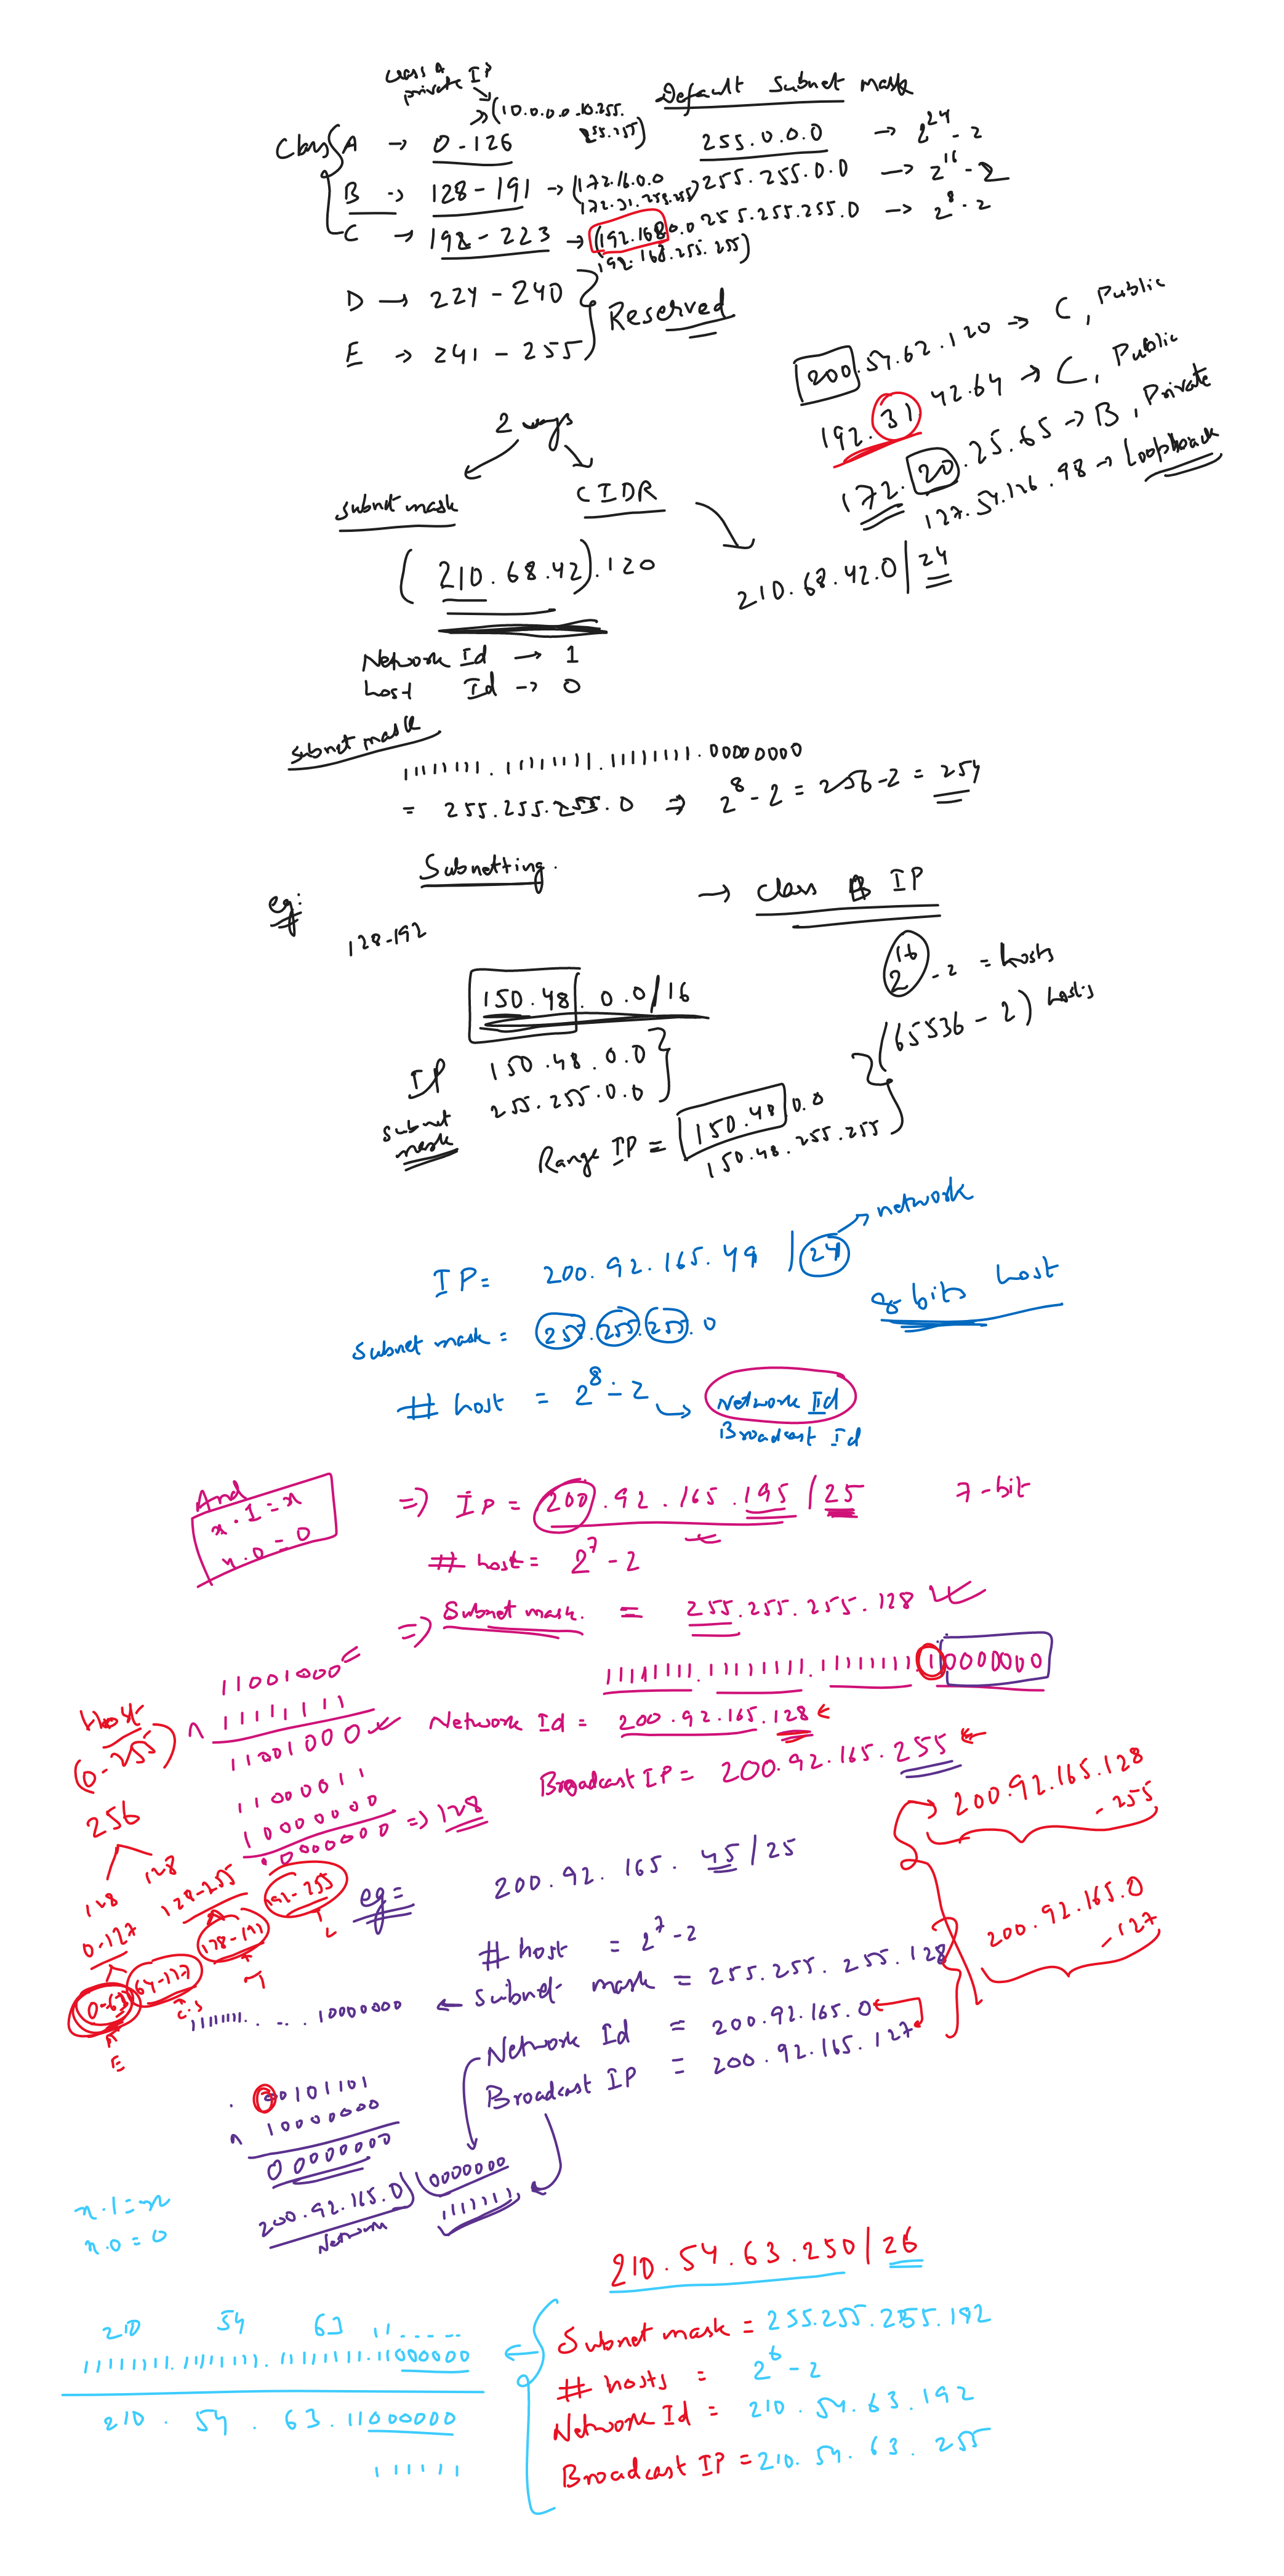 Class A
private IP
(10.0.0.0 - 10.255.
255.255)
Default Subnet Mask
Class A → 0-126 255.0.0.0 → 2^24 - 2
B → 128-191 → (172.16.0.0 255.255.0.0 → 2^16 - 2
172.31.255.255)
C → 198-223 → (192.168.0.0 255.255.255.0 → 2^8 - 2
192.168.255.255)
D → 224-240
E → 241-255
Reserved
200.54.62.120 → C, Public
192.31 42.64 → C, Public
172.20.25.65 → B, Private
127.54.126.98 → Loopback
2 ways
subnet mask CIDR
(210.68.42).120
210.68.42.0/24
Network Id → 1
host Id → 0
subnet mask
11111111.11111111.11111111.00000000
= 255.255.255.0 ⇒ 2^8 - 2 = 256-2 = 254
Subnetting.
eg:
→ class B IP
128-192
2^16 - 2 = hosts
150.48.0.0/16
(65536-2) hosts
IP 150.48.0.0
subnet mask 255.255.0.0
Range IP = 150.48.0.0
150.48.255.255
IP = 200.92.165.49 /24 → network
8 bits host
Subnet mask = 255.255.255.0
# host = 2^8 - 2 → Network Id
Broadcast Id
And
x.1=x
x.0=0
⇒ IP = 200.92.165.195/25 7-bit
# host = 2^7 - 2
⇒ Subnet mask. = 255.255.255.128
11111111.11111111.11111111.10000000
11001000
^ 11111111
11001000
Network Id = 200.92.165.128
Broadcast IP = 200.92.165.255
1100011
10000000
10000000 ⇒ 128
Host
(0-255)
256
128 128
0-127 128-255
0-63 64-127 128-191 192-255
E C.S I L
200.92.165.128
-255
200.92.165.0
-127
eg = 200.92.165.45/25
# host = 2^7-2
subnet mask = 255.255.255.128
11111111. - . . 10000000 ←
Network Id = 200.92.165.0
Broadcast IP = 200.92.165.127
00101101
^ 10000000
00000000
200.92.165.0) 0000000
Network 1111111
x.1=x
x.0=0
210.54.63.250/26
Subnet mask = 255.255.255.192
# hosts = 2^6 - 2
Network Id = 210.54.63.192
Broadcast IP = 210.54.63.255
210 54 63 11......
11111111.11111111.11111111.11000000
210.54.63.11000000
111111